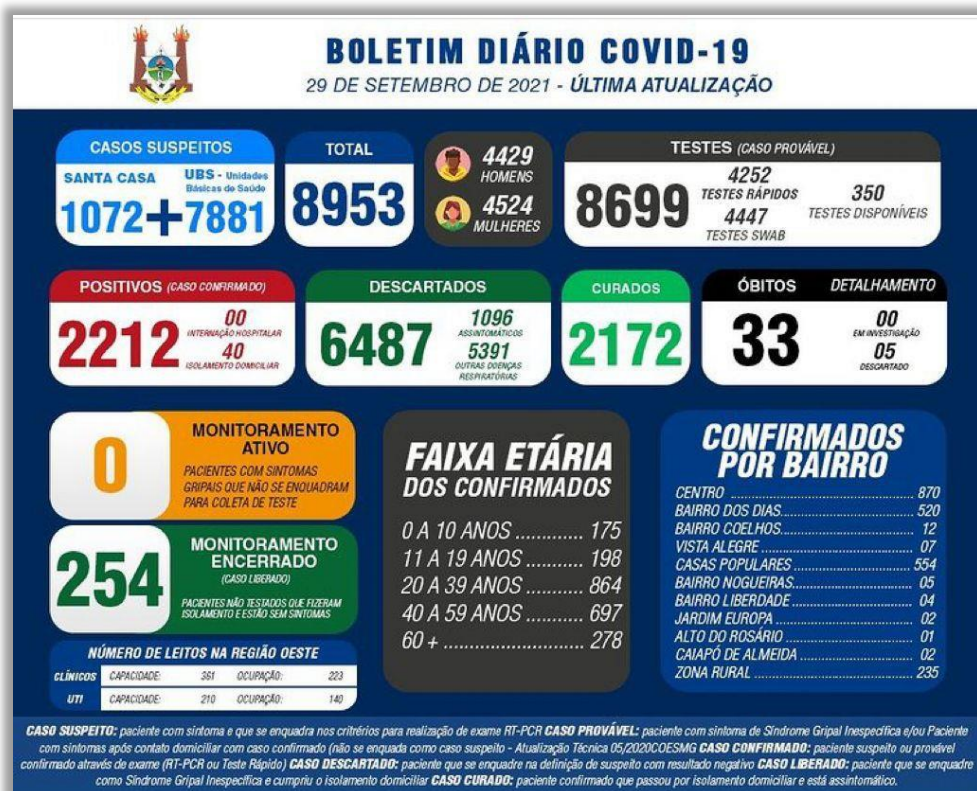 BOLETIM DIÁRIO COVID-19
29 DE SETEMBRO DE 2021 - ÚLTIMA ATUALIZAÇÃO
CASOS SUSPEITOS
SANTA CASA
1072
+
UBS - Unidades
Básicas de Saúde
7881
TOTAL
8953
4429
HOMENS
4524
MULHERES
TESTES (CASO PROVÁVEL)
8699
4252
TESTES RÁPIDOS
4447
TESTES SWAB
350
TESTES DISPONÍVEIS
POSITIVOS (CASO CONFIRMADO)
2212
00
INTERNAÇÃO HOSPITALAR
40
ISOLAMENTO DOMICILIAR
DESCARTADOS
6487
1096
ASSINTOMÁTICOS
5391
OUTRAS DOENÇAS
RESPIRATÓRIAS
CURADOS
2172
ÓBITOS
33
DETALHAMENTO
00
EM INVESTIGAÇÃO
05
DESCARTADO
0
MONITORAMENTO
ATIVO
PACIENTES COM SINTOMAS
GRIPAIS QUE NÃO SE ENQUADRAM
PARA COLETA DE TESTE
254
MONITORAMENTO
ENCERRADO
(CASO LIBERADO)
PACIENTES NÃO TESTADOS QUE FIZERAM
ISOLAMENTO E ESTÃO SEM SINTOMAS
NÚMERO DE LEITOS NA REGIÃO OESTE
CLÍNICOS CAPACIDADE: 361 OCUPAÇÃO: 223
UTI CAPACIDADE: 210 OCUPAÇÃO: 140
FAIXA ETÁRIA
DOS CONFIRMADOS
0 A 10 ANOS ............ 175
11 A 19 ANOS ........... 198
20 A 39 ANOS .......... 864
40 A 59 ANOS .......... 697
60 + ........................ 278
CONFIRMADOS
POR BAIRRO
CENTRO ........................................ 870
BAIRRO DOS DIAS............................. 520
BAIRRO COELHOS............................. 12
VISTA ALEGRE ................................. 07
CASAS POPULARES .......................... 554
BAIRRO NOGUEIRAS.......................... 05
BAIRRO LIBERDADE .......................... 04
JARDIM EUROPA .............................. 02
ALTO DO ROSÁRIO ........................... 01
CAIAPÓ DE ALMEIDA ........................ 02
ZONA RURAL .................................. 235
CASO SUSPEITO: paciente com sintoma e que se enquadra nos critrérios para realização de exame RT-PCR CASO PROVÁVEL: paciente com sintoma de Síndrome Gripal Inespecífica e/ou Paciente
com sintomas após contato domiciliar com caso confirmado (não se enquada como caso suspeito - Atualização Técnica 05/2020COESMG CASO CONFIRMADO: paciente suspeito ou provável
confirmado através de exame (RT-PCR ou Teste Rápido) CASO DESCARTADO: paciente que se enquadre na definição de suspeito com resultado negativo CASO LIBERADO: paciente que se enquadre
como Síndrome Gripal Inespecífica e cumpriu o isolamento domiciliar CASO CURADO: paciente confirmado que passou por isolamento domiciliar e está assintomático.